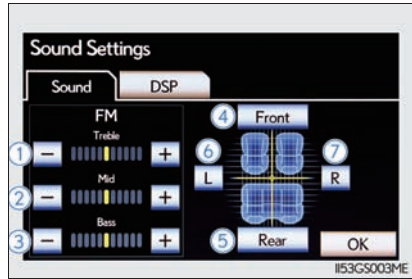 Sound Settings
Sound DSP
FM
Treble
1 − +
Mid
2 − +
Bass
3 − +
4 Front
6 7
L R
5 Rear
OK
II53GS003ME